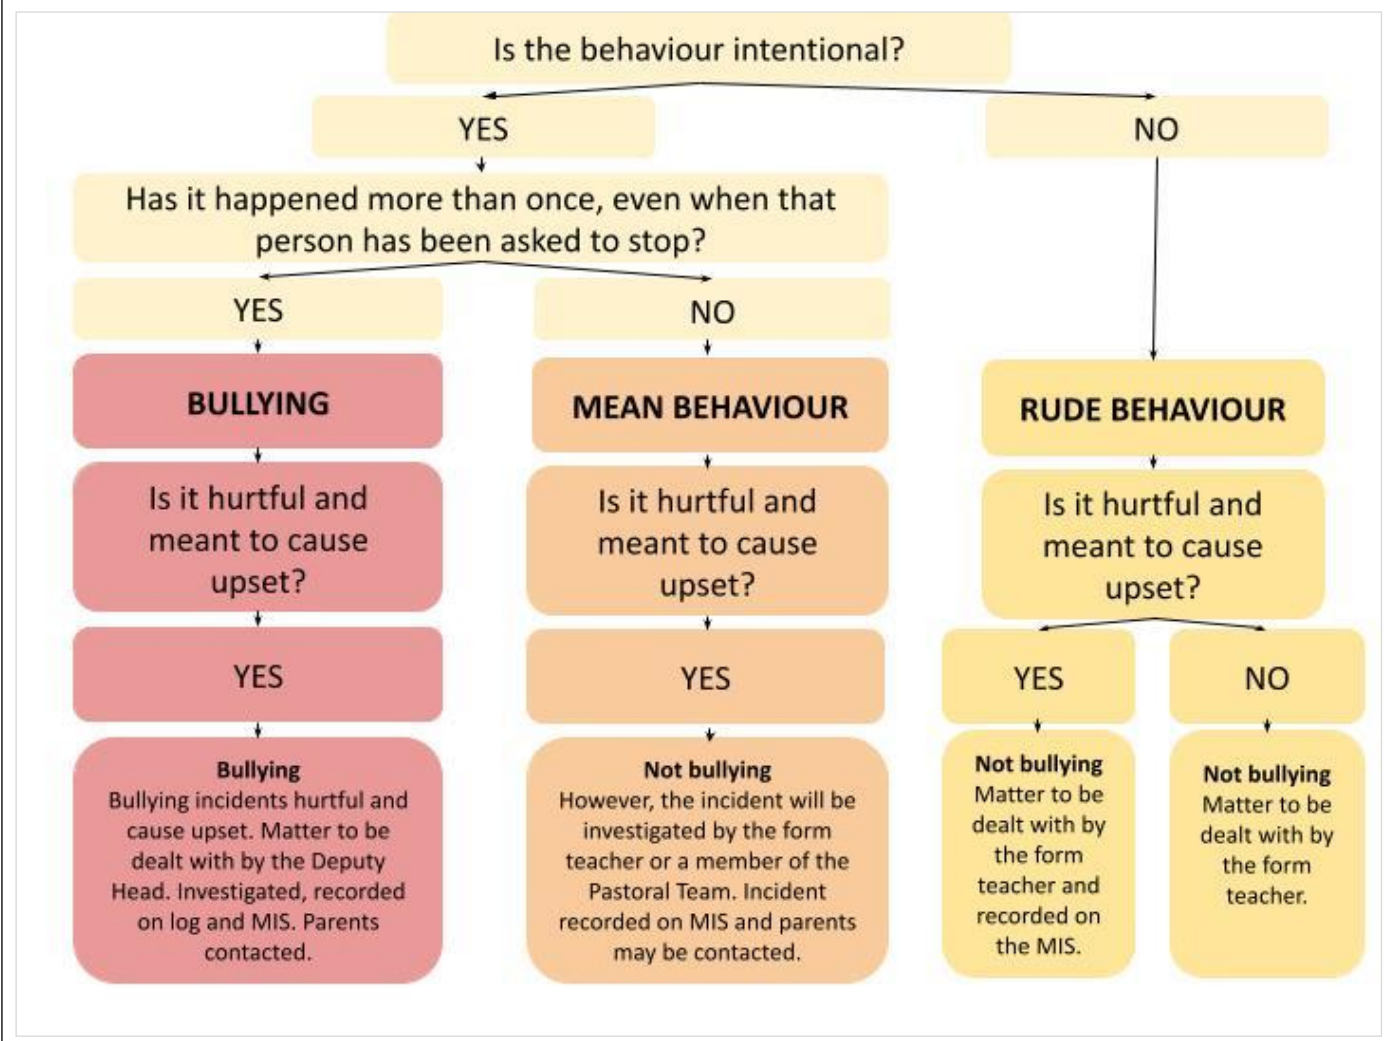 Is the behaviour intentional?
YES
NO
Has it happened more than once, even when that
person has been asked to stop?
YES
NO
BULLYING
MEAN BEHAVIOUR
RUDE BEHAVIOUR
Is it hurtful and
meant to cause
upset?
Is it hurtful and
meant to cause
upset?
Is it hurtful and
meant to cause
upset?
YES
YES
YES
NO
Bullying
Bullying incidents hurtful and
cause upset. Matter to be
dealt with by the Deputy
Head. Investigated, recorded
on log and MIS. Parents
contacted.
Not bullying
However, the incident will be
investigated by the form
teacher or a member of the
Pastoral Team. Incident
recorded on MIS and parents
may be contacted.
Not bullying
Matter to be
dealt with by
the form
teacher and
recorded on
the MIS.
Not bullying
Matter to be
dealt with by
the form
teacher.